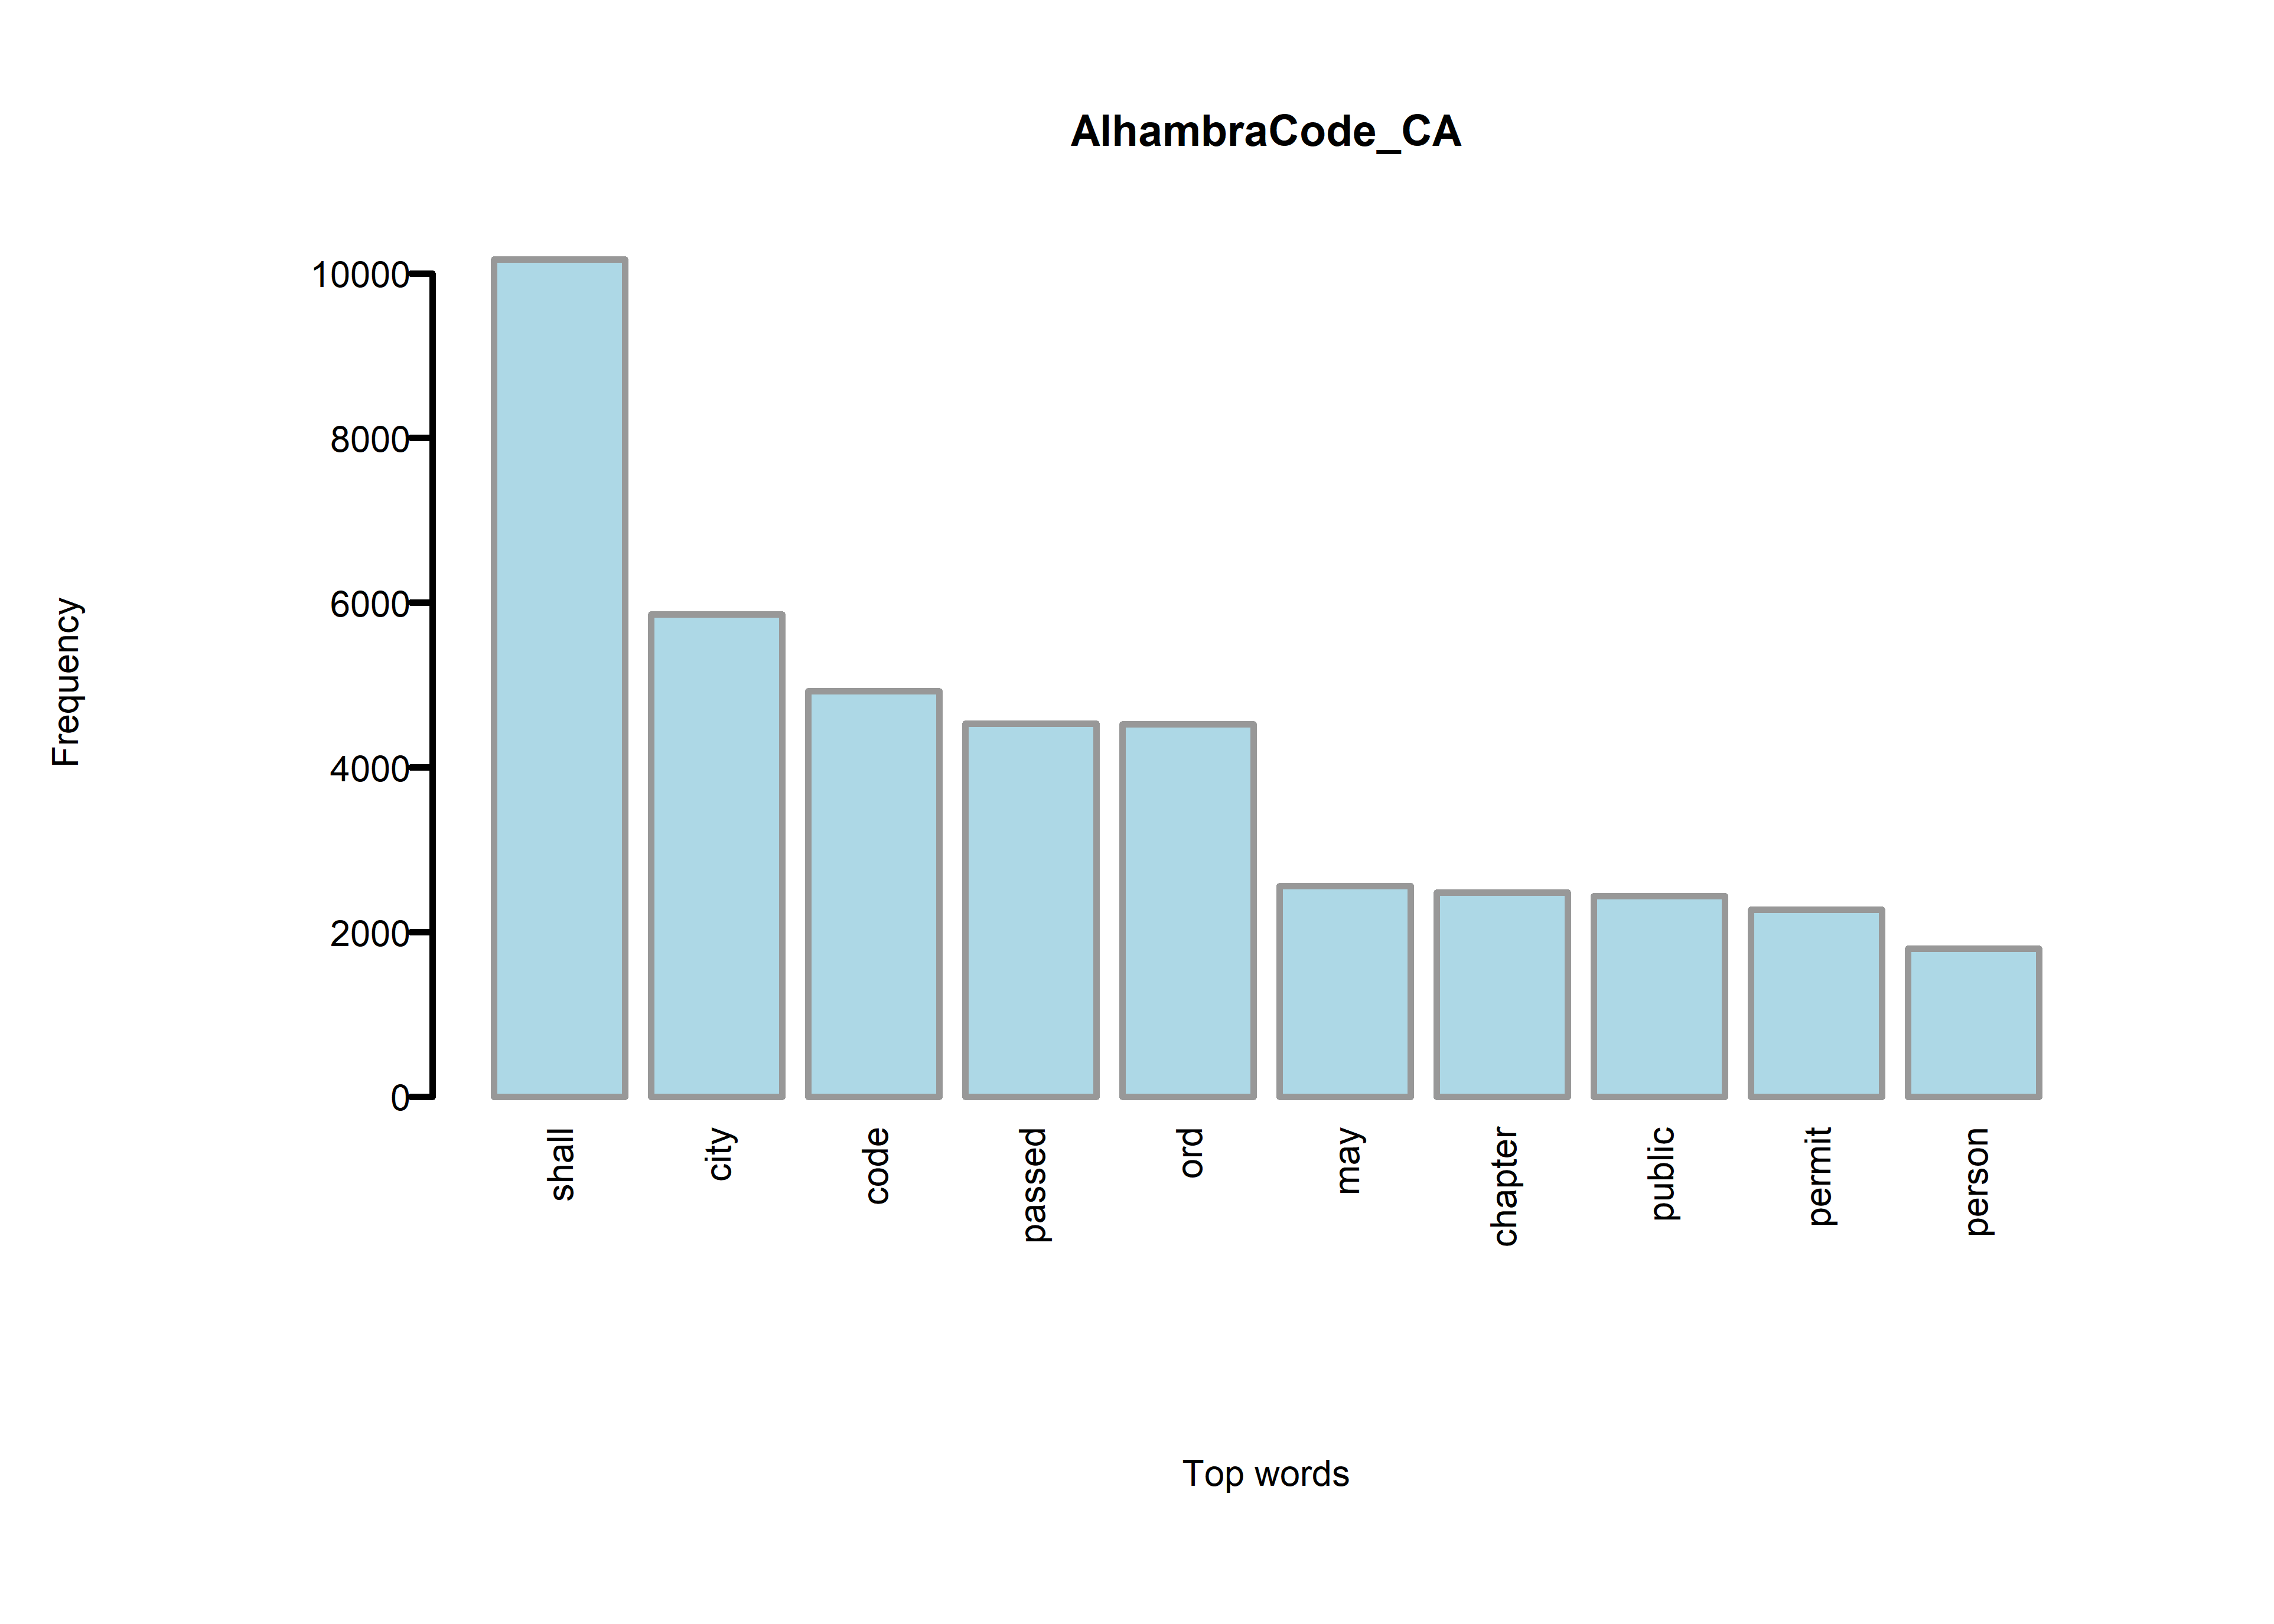 AlhambraCode_CA
Frequency
10000
8000
6000
4000
2000
0
shall
city
code
passed
ord
may
chapter
public
permit
person
Top words